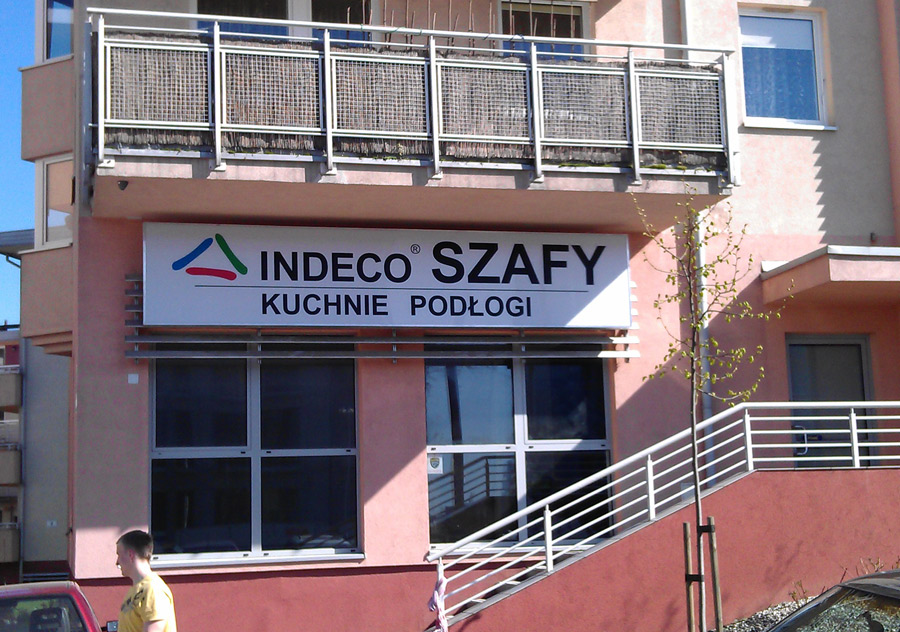 INDECO® SZAFY
KUCHNIE PODŁOGI